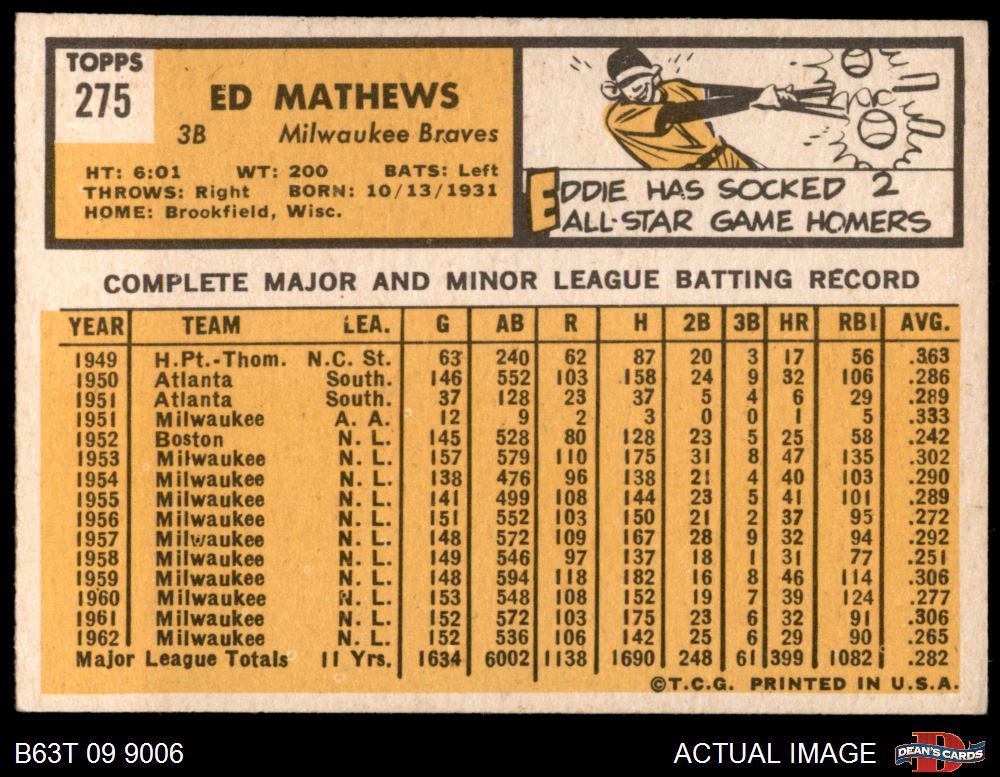 TOPPS
275
ED MATHEWS
3B Milwaukee Braves
HT: 6:01 WT: 200 BATS: Left
THROWS: Right BORN: 10/13/1931
HOME: Brookfield, Wisc.
EDDIE HAS SOCKED 2
ALL-STAR GAME HOMERS
COMPLETE MAJOR AND MINOR LEAGUE BATTING RECORD
YEAR TEAM LEA. G AB R H 2B 3B HR RBI AVG.
1949 H.Pt.-Thom. N.C. St. 63 240 62 87 20 3 17 56 .363
1950 Atlanta South. 146 552 103 158 24 9 32 106 .286
1951 Atlanta South. 37 128 23 37 5 4 6 29 .289
1951 Milwaukee A. A. 12 9 2 3 0 0 1 5 .333
1952 Boston N. L. 145 528 80 128 23 5 25 58 .242
1953 Milwaukee N. L. 157 579 110 175 31 8 47 135 .302
1954 Milwaukee N. L. 138 476 96 138 21 4 40 103 .290
1955 Milwaukee N. L. 141 499 108 144 23 5 41 101 .289
1956 Milwaukee N. L. 151 552 103 150 21 2 37 95 .272
1957 Milwaukee N. L. 148 572 109 167 28 9 32 94 .292
1958 Milwaukee N. L. 149 546 97 137 18 1 31 77 .251
1959 Milwaukee N. L. 148 594 118 182 16 8 46 114 .306
1960 Milwaukee N. L. 153 548 108 152 19 7 39 124 .277
1961 Milwaukee N. L. 152 572 103 175 23 6 32 91 .306
1962 Milwaukee N. L. 152 536 106 142 25 6 29 90 .265
Major League Totals 11 Yrs. 1634 6002 1138 1690 248 61 399 1082 .282
©T.C.G. PRINTED IN U.S.A.
B63T 09 9006
ACTUAL IMAGE
D
DEAN'S CARDS